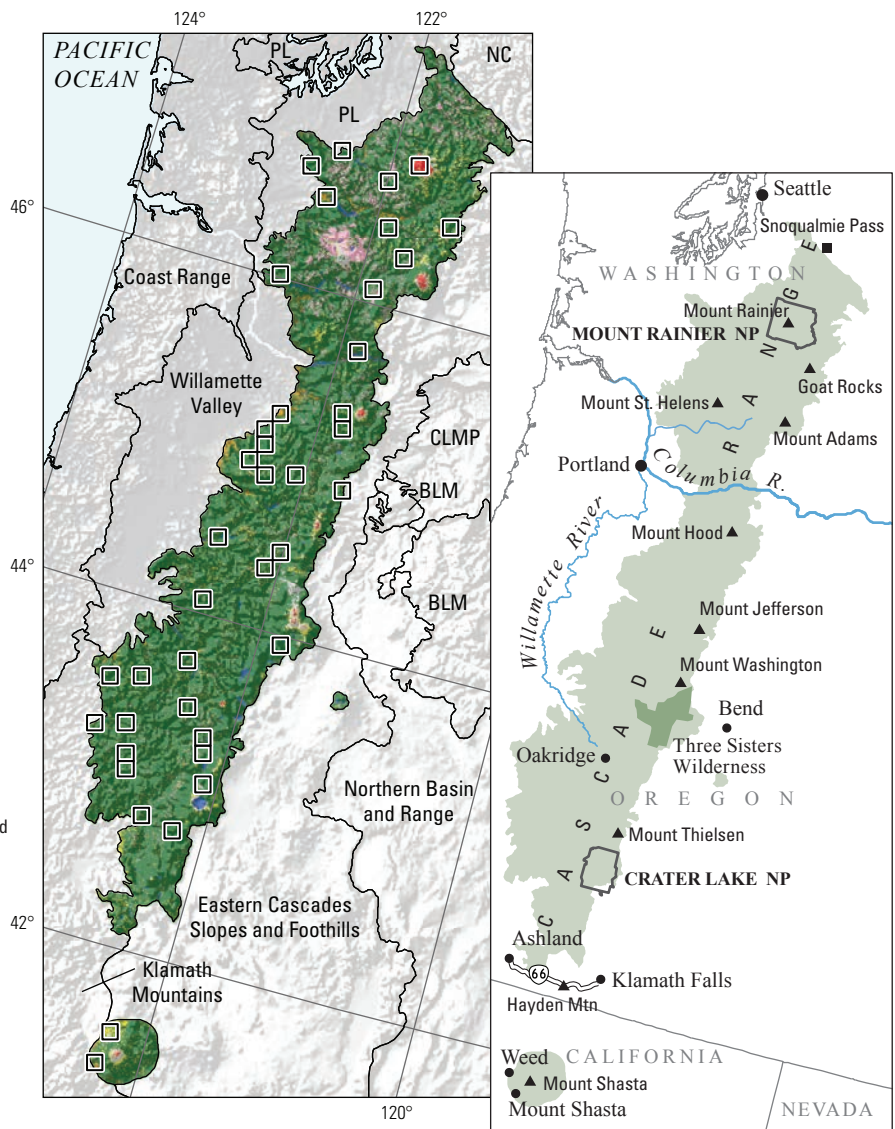 124°
122°
PACIFIC
OCEAN
PL
NC
PL
46°
Coast Range
Willamette
Valley
CLMP
BLM
44°
BLM
Northern Basin
and Range
d
42°
Eastern Cascades
Slopes and Foothills
Klamath
Mountains
120°
Seattle
Snoqualmie Pass
WASHINGTON
Mount Rainier
MOUNT RAINIER NP
Goat Rocks
Mount St. Helens
Mount Adams
Portland
Columbia R.
Willamette River
Mount Hood
CASCADE RANGE
Mount Jefferson
Mount Washington
Bend
Three Sisters
Wilderness
Oakridge
OREGON
Mount Thielsen
CRATER LAKE NP
Ashland
66
Klamath Falls
Hayden Mtn
Weed
CALIFORNIA
Mount Shasta
Mount Shasta
NEVADA